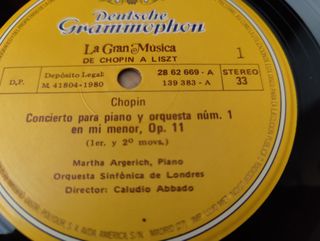 Deutsche
Grammophon
La Gran Música
DE CHOPIN A LISZT
1
Depósito Legal:
M. 41804-1980
28 62 669 - A
139 383 - A
STEREO
33
D.P.
Chopin
Concierto para piano y orquesta núm. 1
en mi menor, Op. 11
(1er. y 2º movs.)
Martha Argerich, Piano
Orquesta Sinfónica de Londres
Director: Caludio Abbado